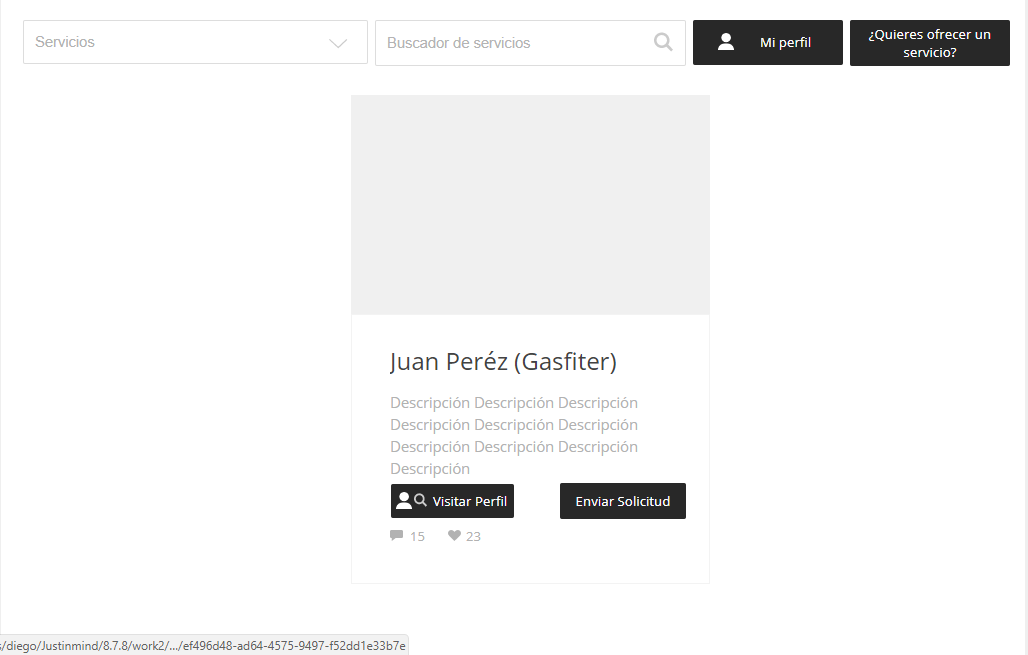 Servicios
Buscador de servicios
Mi perfil
¿Quieres ofrecer un
servicio?
Juan Peréz (Gasfiter)
Descripción Descripción Descripción
Descripción Descripción Descripción
Descripción Descripción Descripción
Descripción
Visitar Perfil
Enviar Solicitud
15 23
s/diego/Justinmind/8.7.8/work2/.../ef496d48-ad64-4575-9497-f52dd1e33b7e